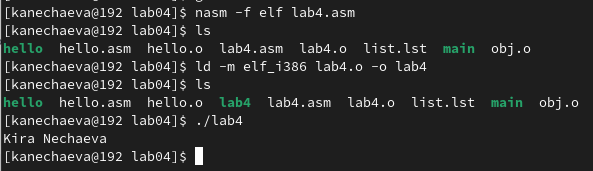 [kanechaeva@192 lab04]$ nasm -f elf lab4.asm
[kanechaeva@192 lab04]$ ls
hello hello.asm hello.o lab4.asm lab4.o list.lst main obj.o
[kanechaeva@192 lab04]$ ld -m elf_i386 lab4.o -o lab4
[kanechaeva@192 lab04]$ ls
hello hello.asm hello.o lab4 lab4.asm lab4.o list.lst main obj.o
[kanechaeva@192 lab04]$ ./lab4
Kira Nechaeva
[kanechaeva@192 lab04]$